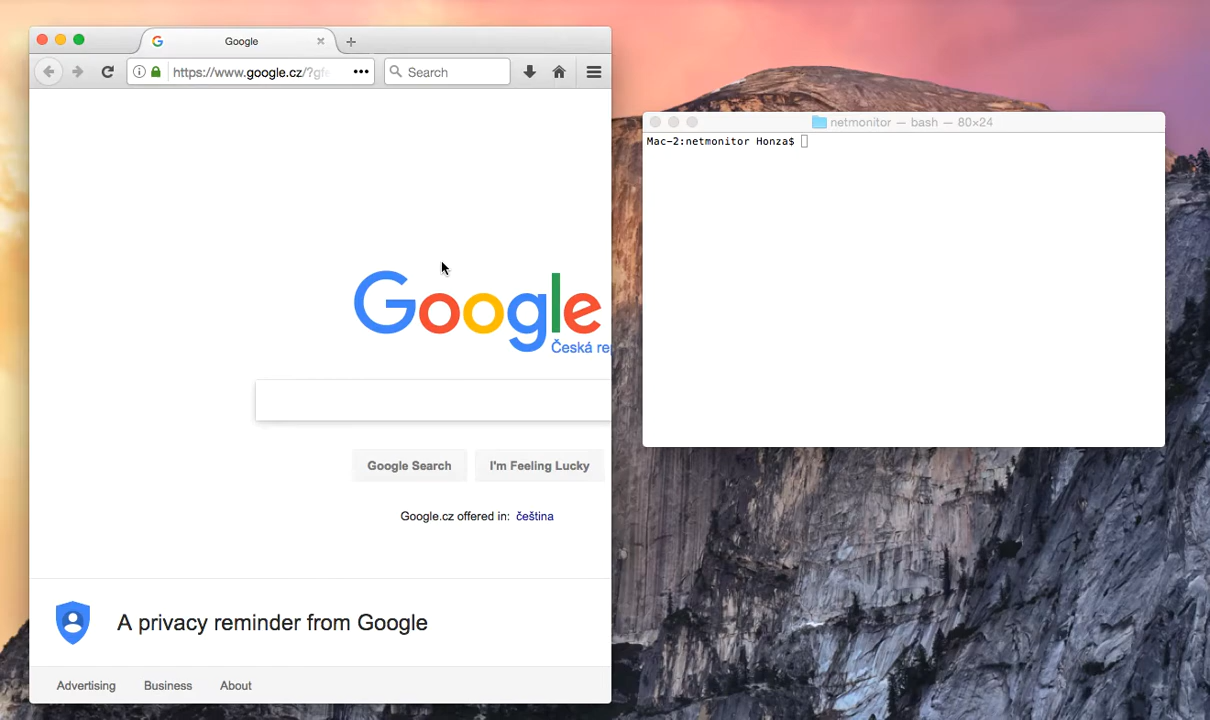 Google
https://www.google.cz/?gfe
Search
Google
Česká re
Google Search
I'm Feeling Lucky
Google.cz offered in: čeština
A privacy reminder from Google
Advertising
Business
About
netmonitor — bash — 80×24
Mac-2:netmonitor Honza$